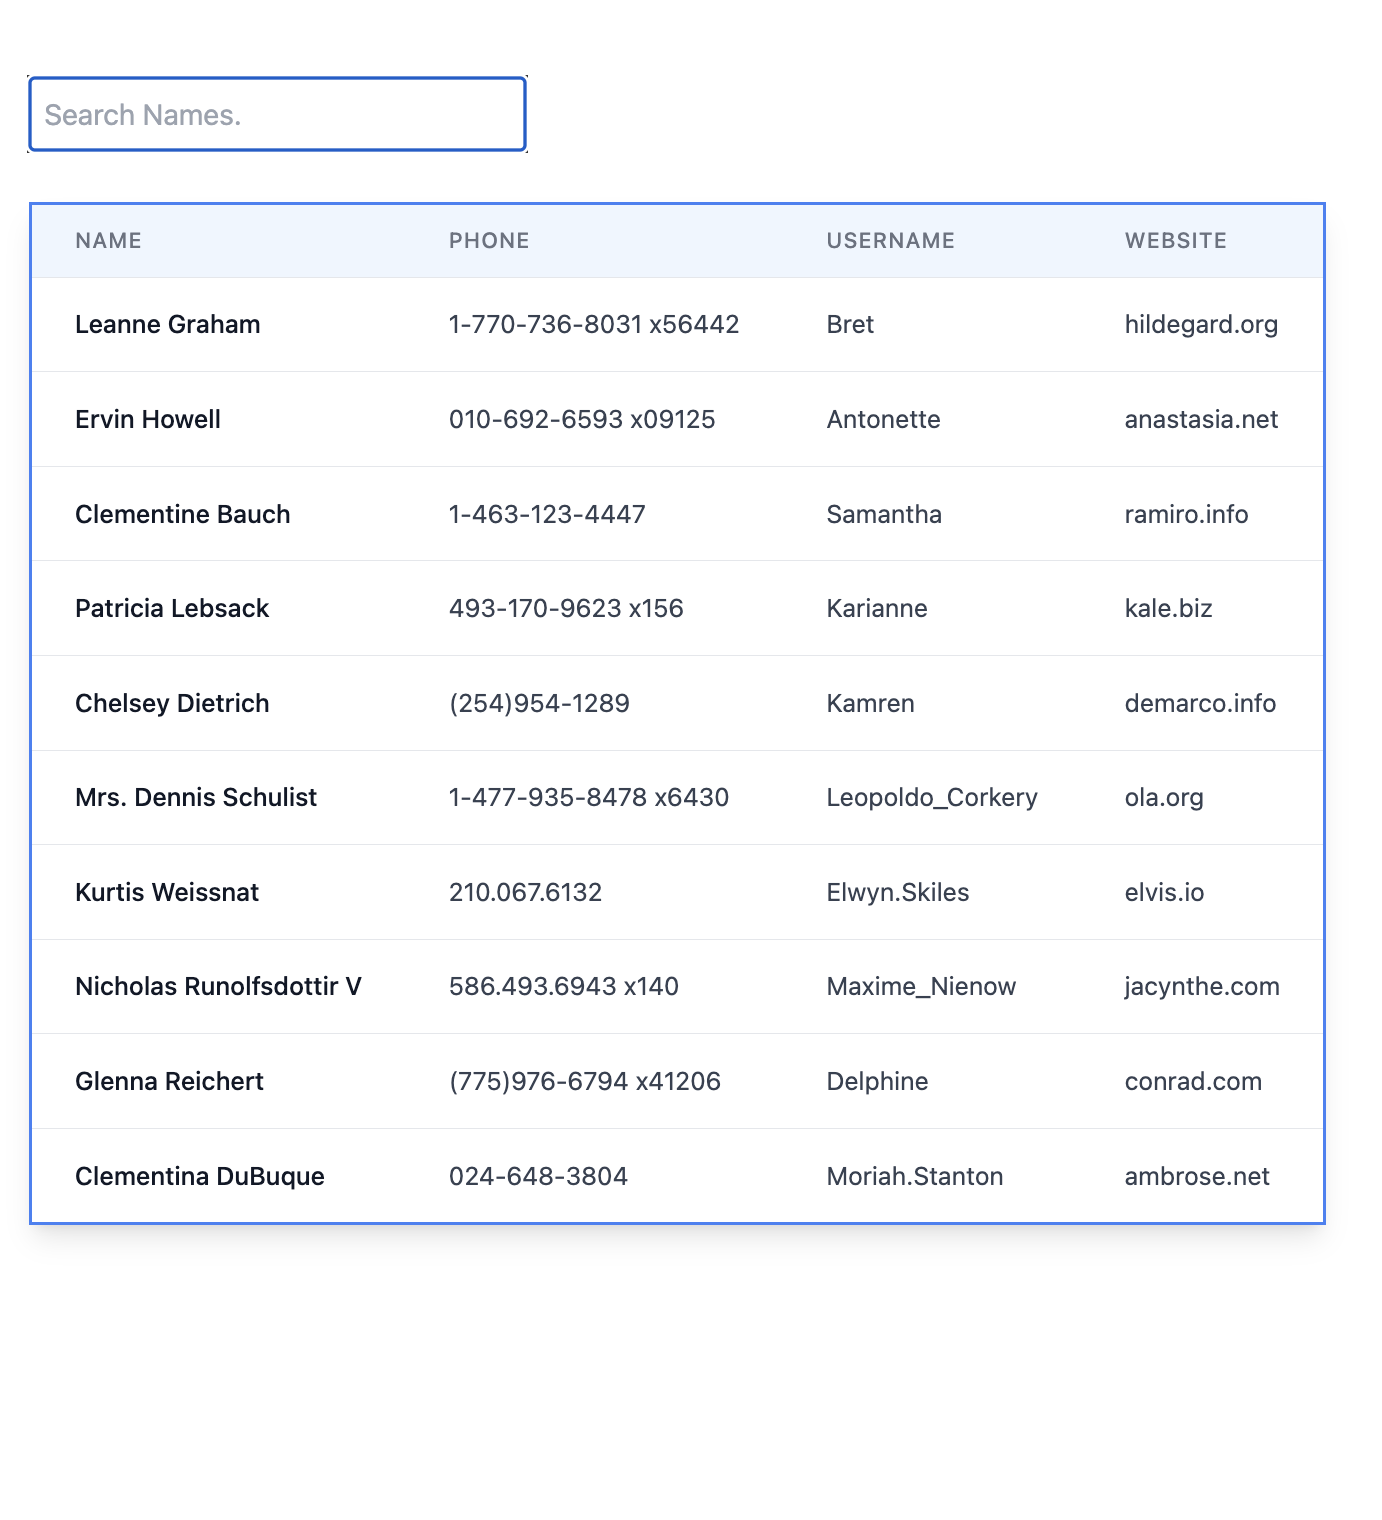 Search Names.
NAME PHONE USERNAME WEBSITE
Leanne Graham 1-770-736-8031 x56442 Bret hildegard.org
Ervin Howell 010-692-6593 x09125 Antonette anastasia.net
Clementine Bauch 1-463-123-4447 Samantha ramiro.info
Patricia Lebsack 493-170-9623 x156 Karianne kale.biz
Chelsey Dietrich (254)954-1289 Kamren demarco.info
Mrs. Dennis Schulist 1-477-935-8478 x6430 Leopoldo_Corkery ola.org
Kurtis Weissnat 210.067.6132 Elwyn.Skiles elvis.io
Nicholas Runolfsdottir V 586.493.6943 x140 Maxime_Nienow jacynthe.com
Glenna Reichert (775)976-6794 x41206 Delphine conrad.com
Clementina DuBuque 024-648-3804 Moriah.Stanton ambrose.net